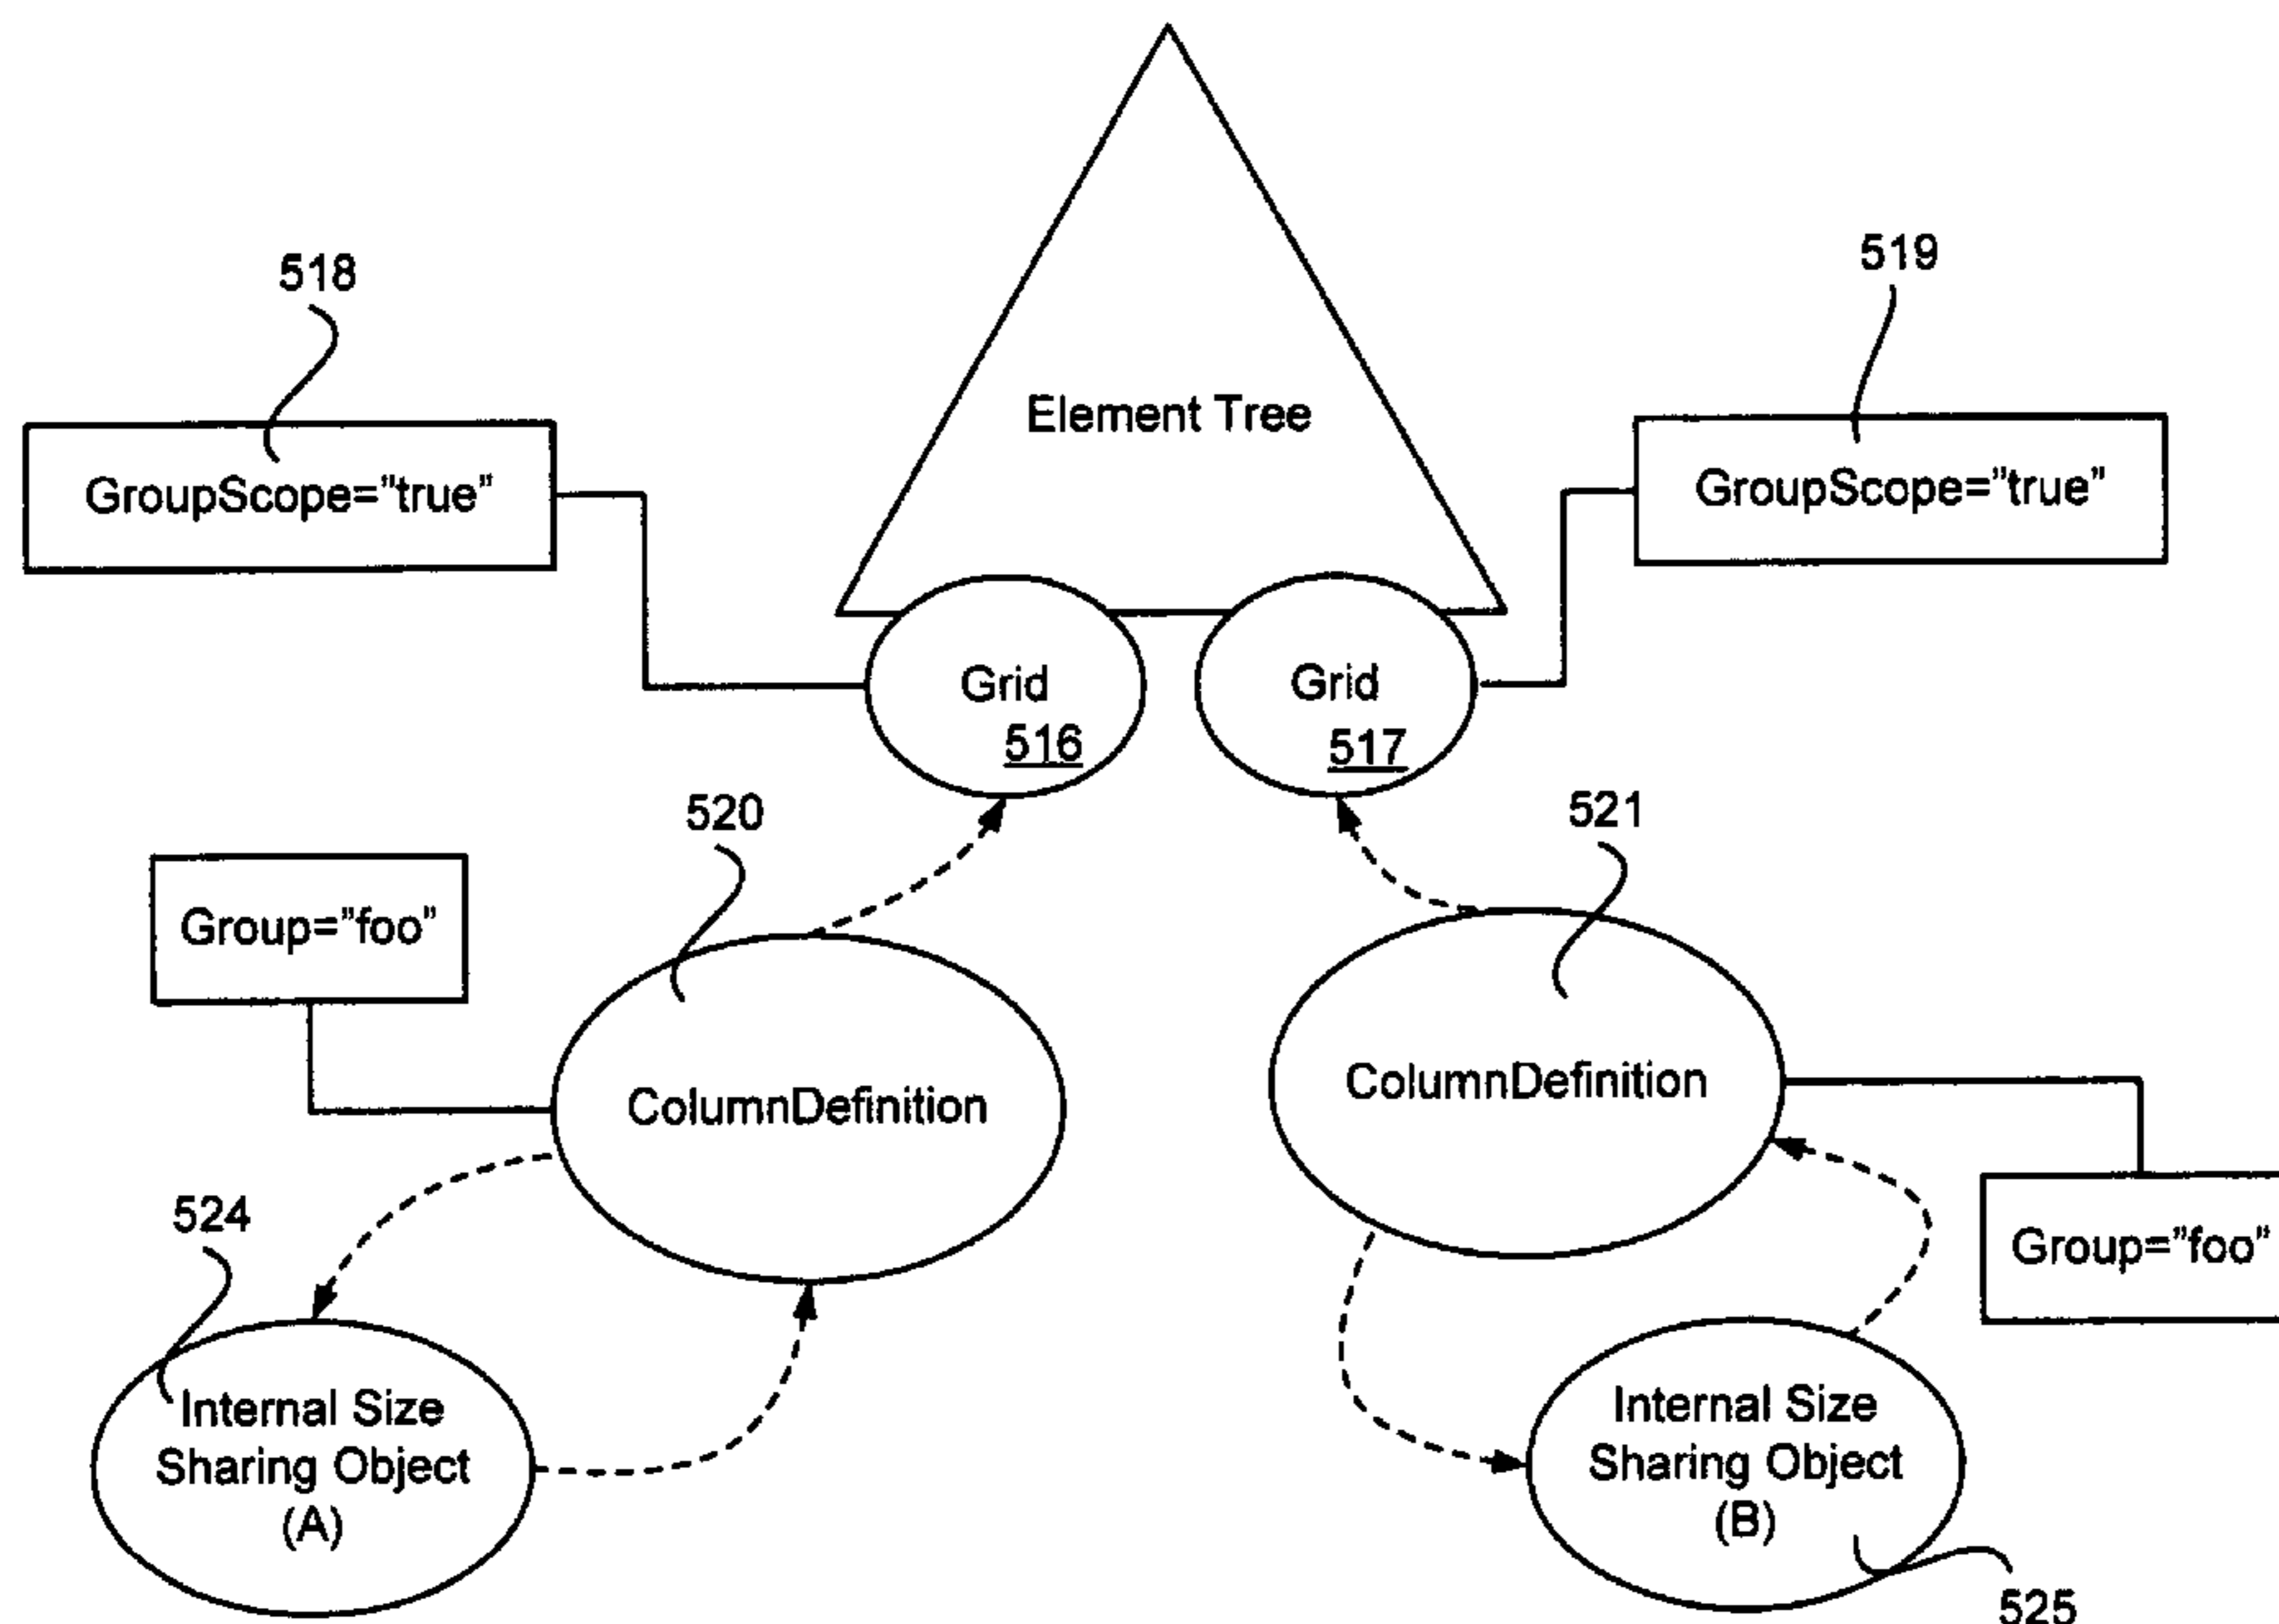 518
519
Element Tree
GroupScope="true"
GroupScope="true"
Grid
516
Grid
517
520
521
Group="foo"
ColumnDefinition
ColumnDefinition
524
Group="foo"
Internal Size
Sharing Object
(A)
Internal Size
Sharing Object
(B)
525